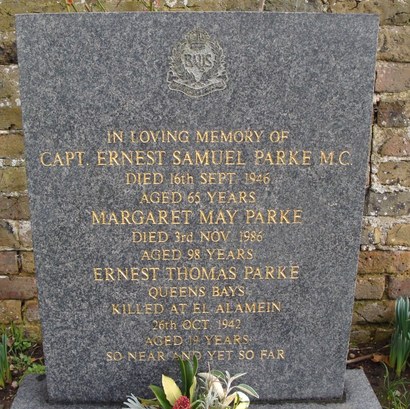 IN LOVING MEMORY OF
CAPT. ERNEST SAMUEL PARKE M.C.
DIED 16TH SEPT. 1946
AGED 65 YEARS
MARGARET MAY PARKE
DIED 3RD. NOV. 1986
AGED 98 YEARS
ERNEST THOMAS PARKE
QUEENS BAYS
KILLED AT EL ALAMEIN
26TH OCT. 1942
AGED 19 YEARS
SO NEAR AND YET SO FAR